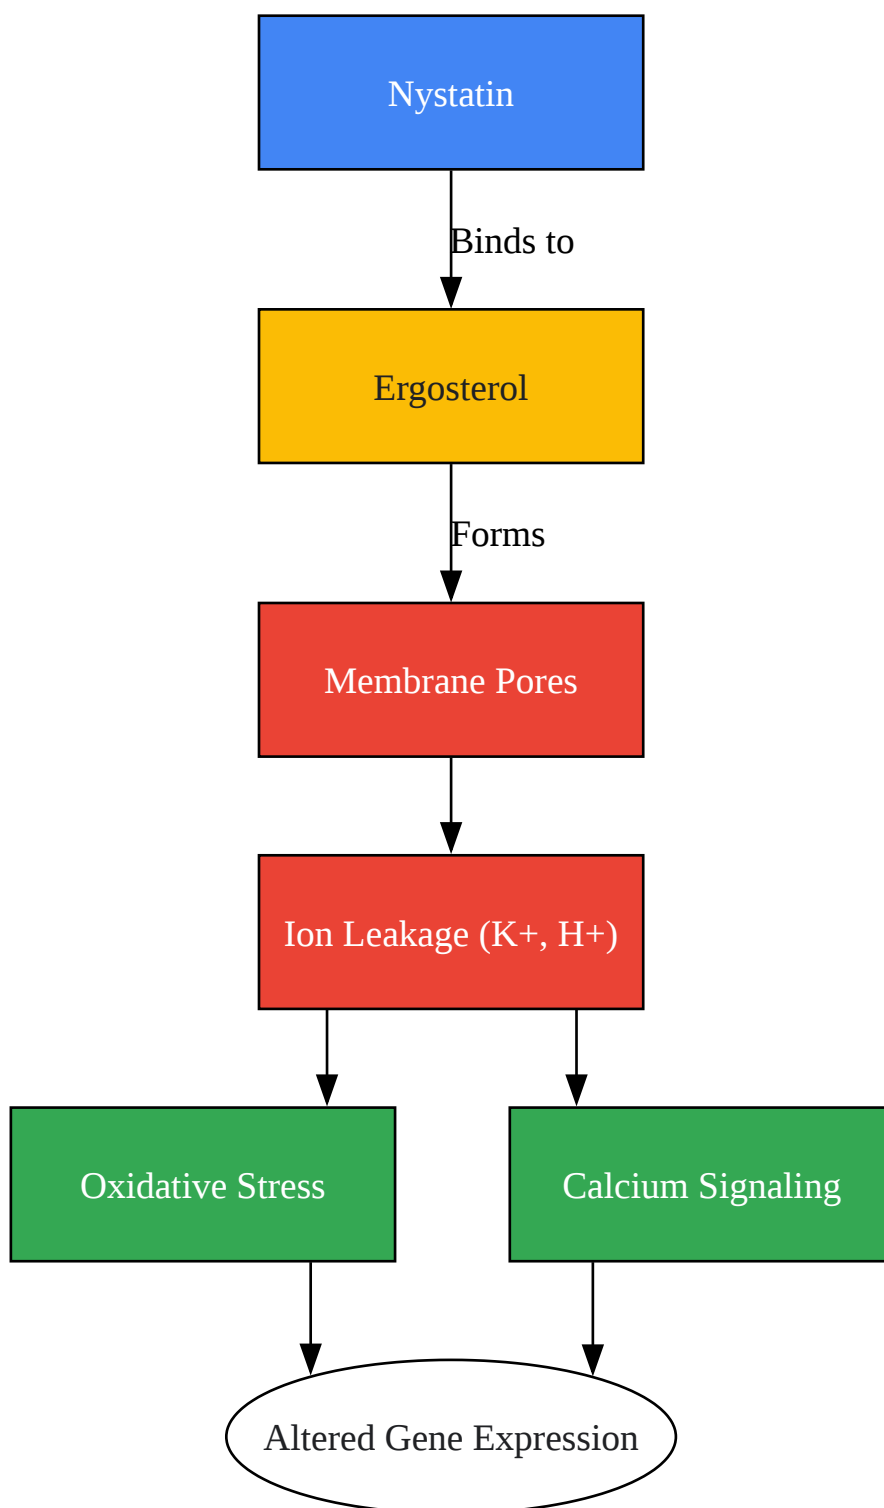 Nystatin
Binds to
Ergosterol
Forms
Membrane Pores
Ion Leakage (K+, H+)
Oxidative Stress
Calcium Signaling
Altered Gene Expression